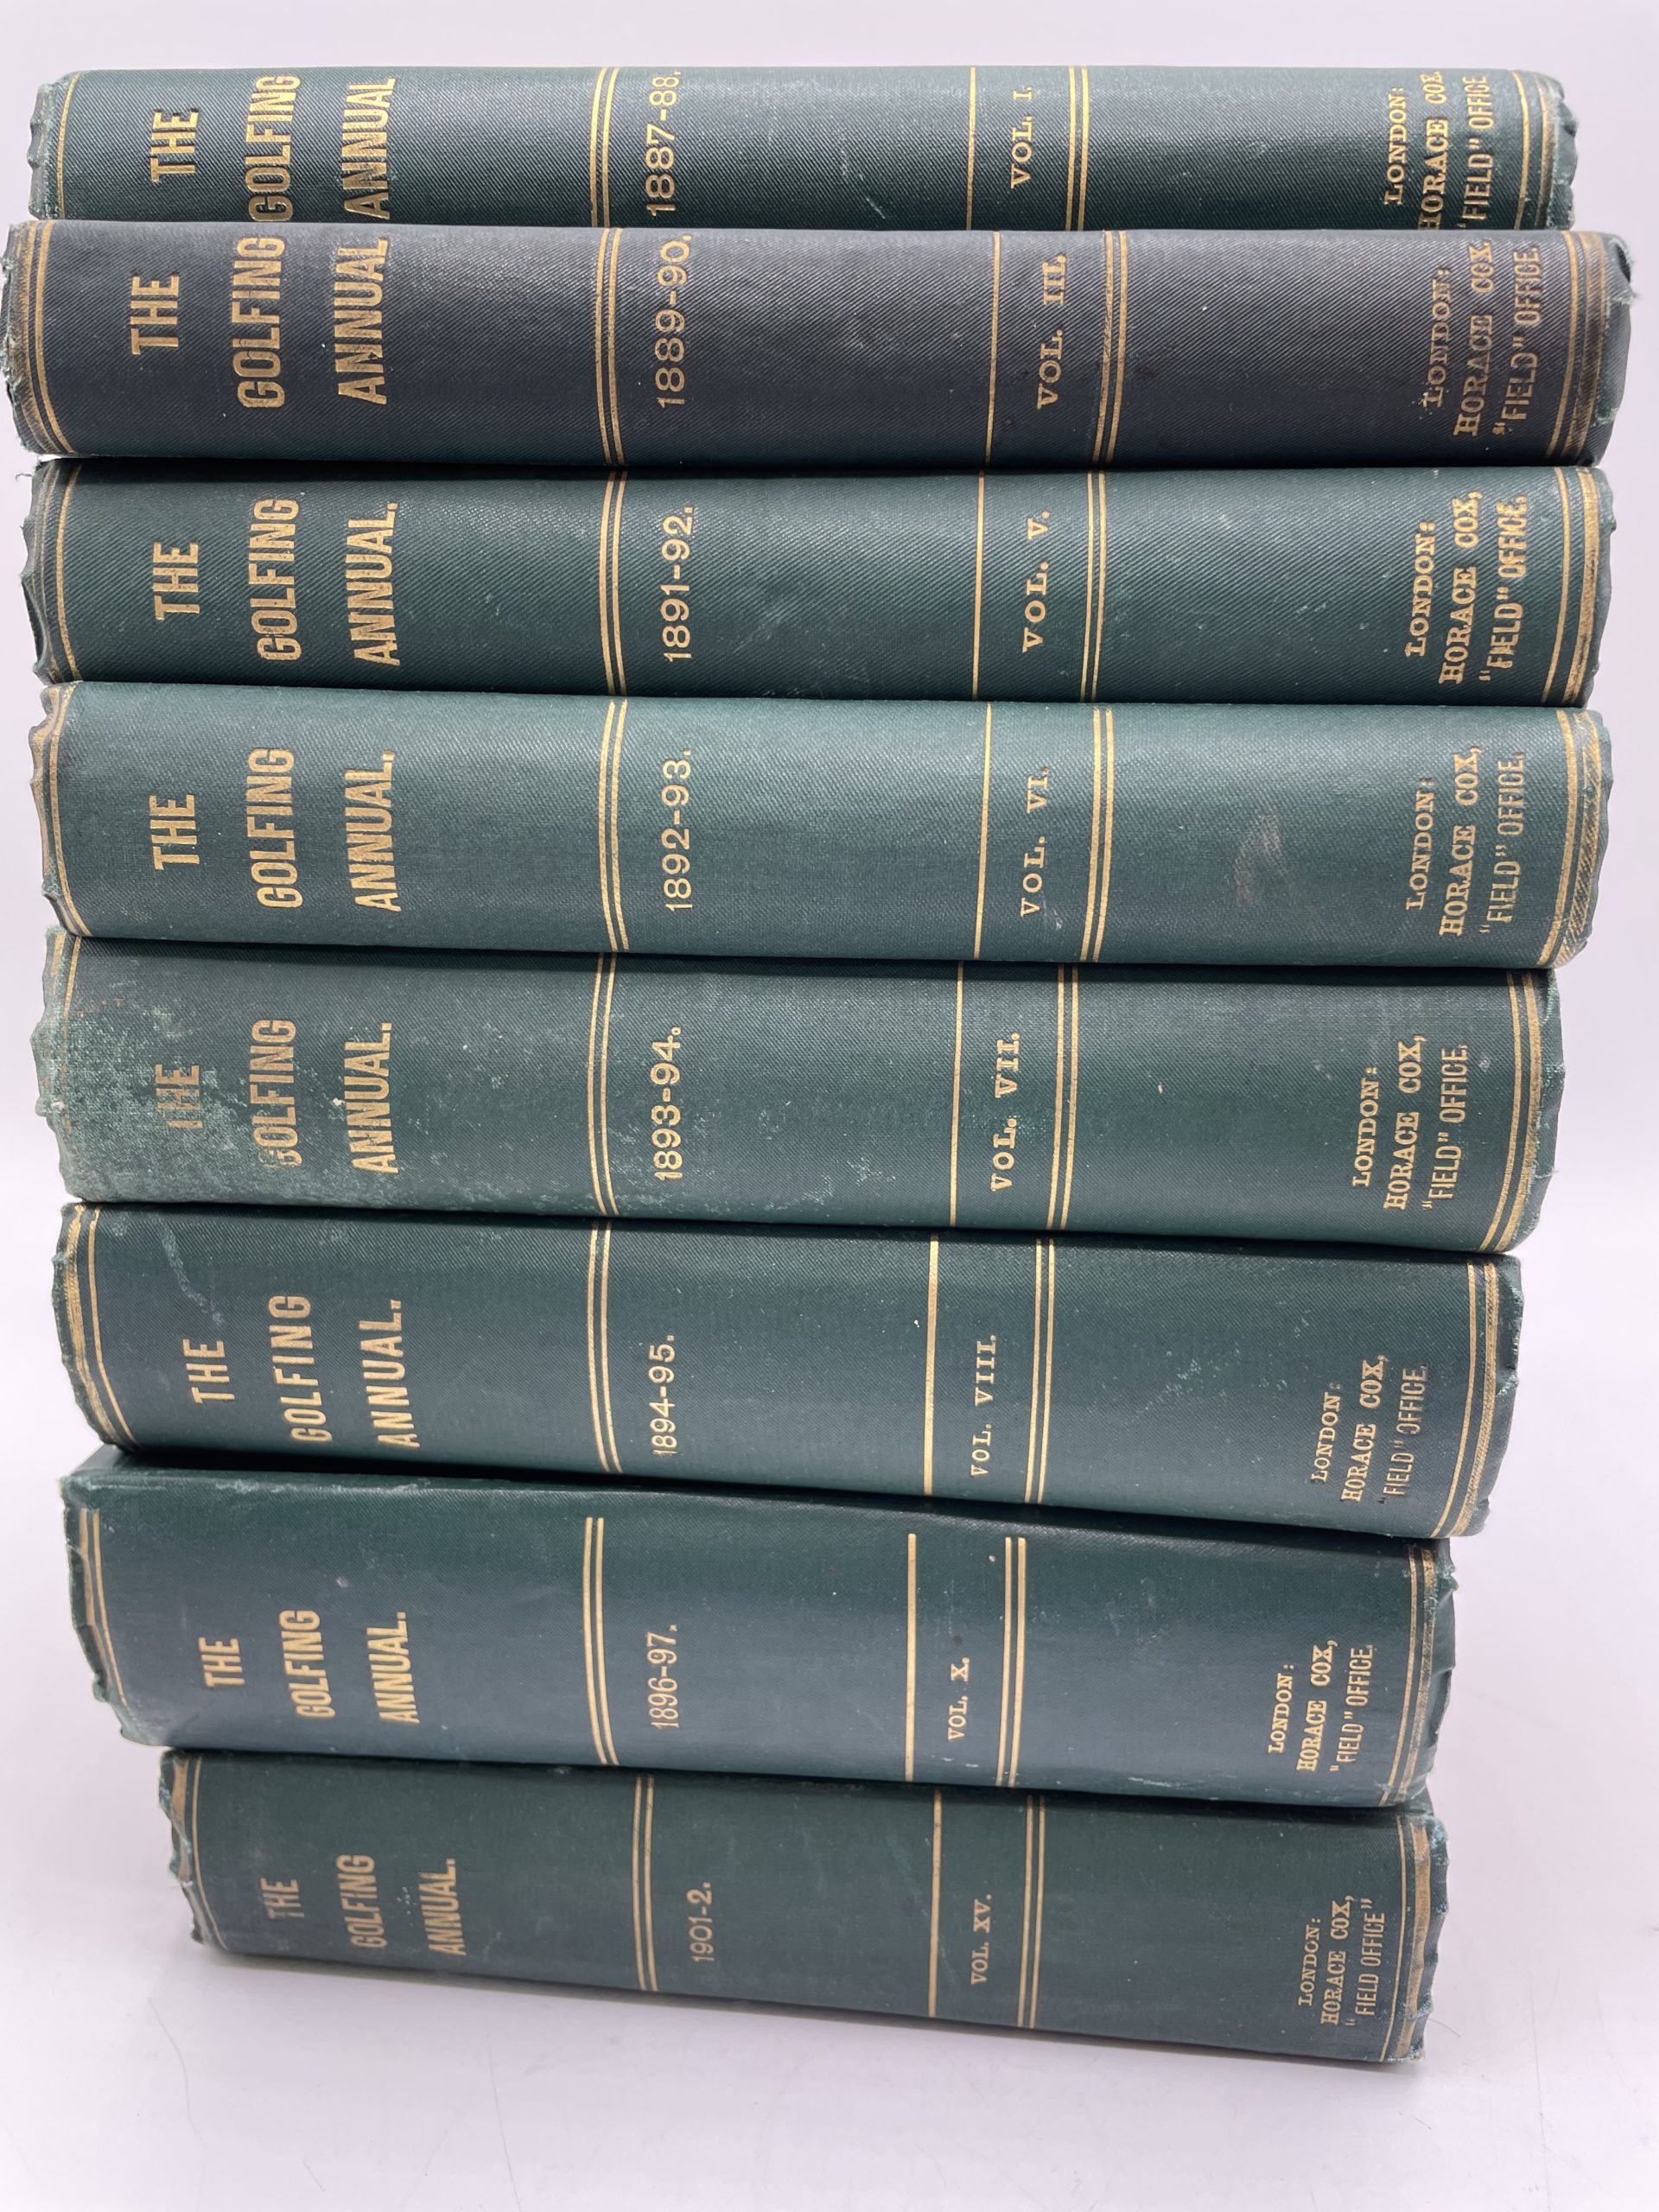 THE
GOLFING
ANNUAL
1887-88.
VOL. I.
LONDON:
HORACE COX
"FIELD" OFFICE
THE
GOLFING
ANNUAL
1889-90.
VOL. III.
LONDON:
HORACE COX
"FIELD" OFFICE.
THE
GOLFING
ANNUAL.
1891-92.
VOL. V.
LONDON:
HORACE COX,
"FIELD" OFFICE.
THE
GOLFING
ANNUAL.
1892-93.
VOL. VI.
LONDON:
HORACE COX,
"FIELD" OFFICE.
THE
GOLFING
ANNUAL.
1893-94.
VOL. VII.
LONDON:
HORACE COX,
"FIELD" OFFICE.
THE
GOLFING
ANNUAL.
1894-95.
VOL. VIII.
LONDON:
HORACE COX,
"FIELD" OFFICE.
THE
GOLFING
ANNUAL.
1896-97.
VOL. X.
LONDON:
HORACE COX,
"FIELD" OFFICE.
THE
GOLFING
ANNUAL.
1901-2.
VOL. XV.
LONDON:
HORACE COX,
"FIELD OFFICE"